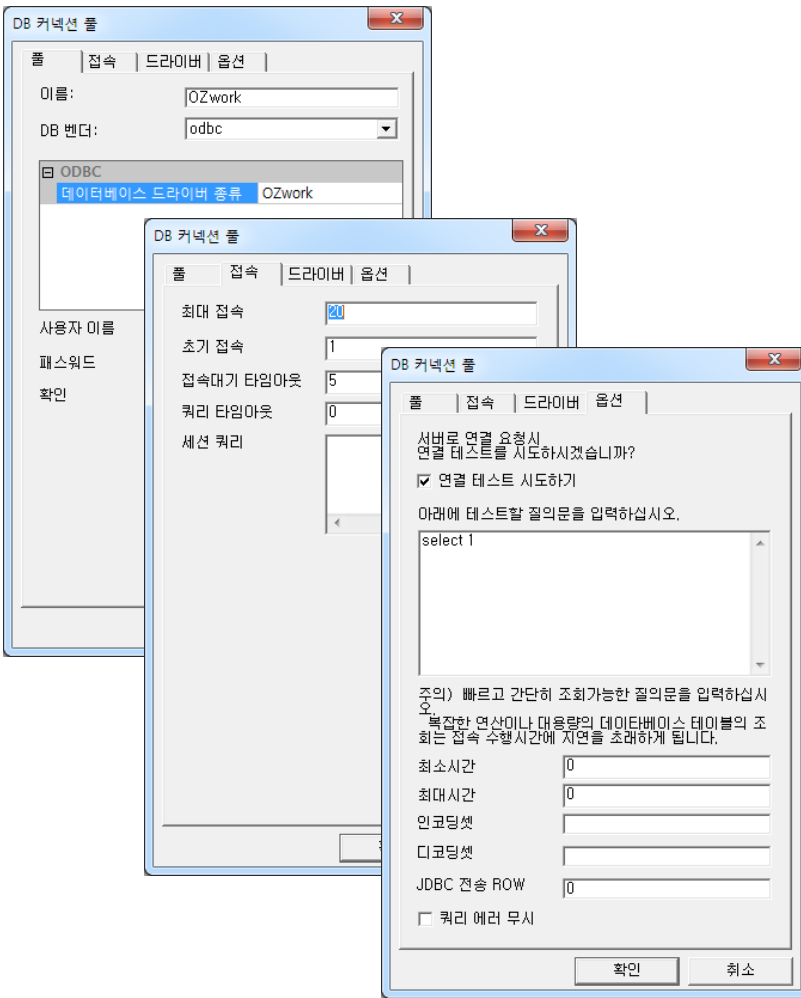 DB 커넥션 풀
풀 접속 드라이버 옵션
이름: OZwork
DB 벤더: odbc
ODBC
데이터베이스 드라이버 종류 OZwork
사용자 이름
패스워드
확인
DB 커넥션 풀
풀 접속 드라이버 옵션
최대 접속 20
초기 접속 1
접속대기 타임아웃 5
쿼리 타임아웃 0
세션 쿼리
DB 커넥션 풀
풀 접속 드라이버 옵션
서버로 연결 요청시
연결 테스트를 시도하시겠습니까?
연결 테스트 시도하기
아래에 테스트할 질의문을 입력하십시오.
select 1
주의) 빠르고 간단히 조회가능한 질의문을 입력하십시
오.
복잡한 연산이나 대용량의 데이타베이스 테이블의 조
회는 접속 수행시간에 지연을 초래하게 됩니다.
최소시간 0
최대시간 0
인코딩셋
디코딩셋
JDBC 전송 ROW 0
쿼리 에러 무시
확인 취소